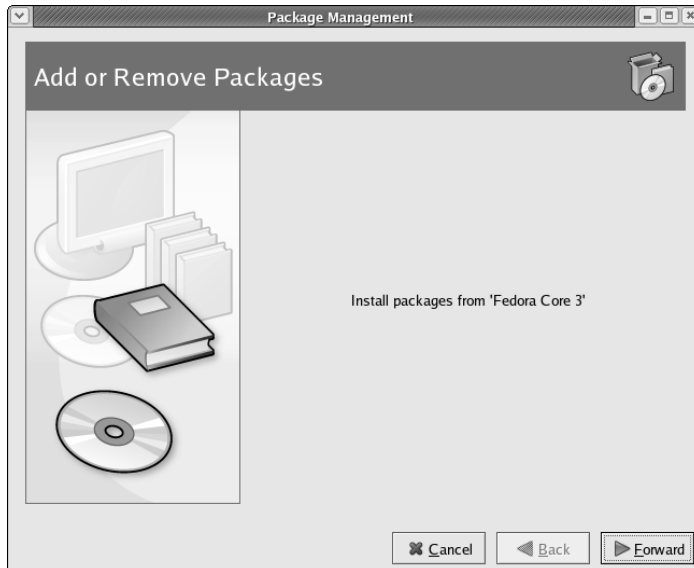 Package Management
Add or Remove Packages
Install packages from 'Fedora Core 3'
Cancel
Back
Forward